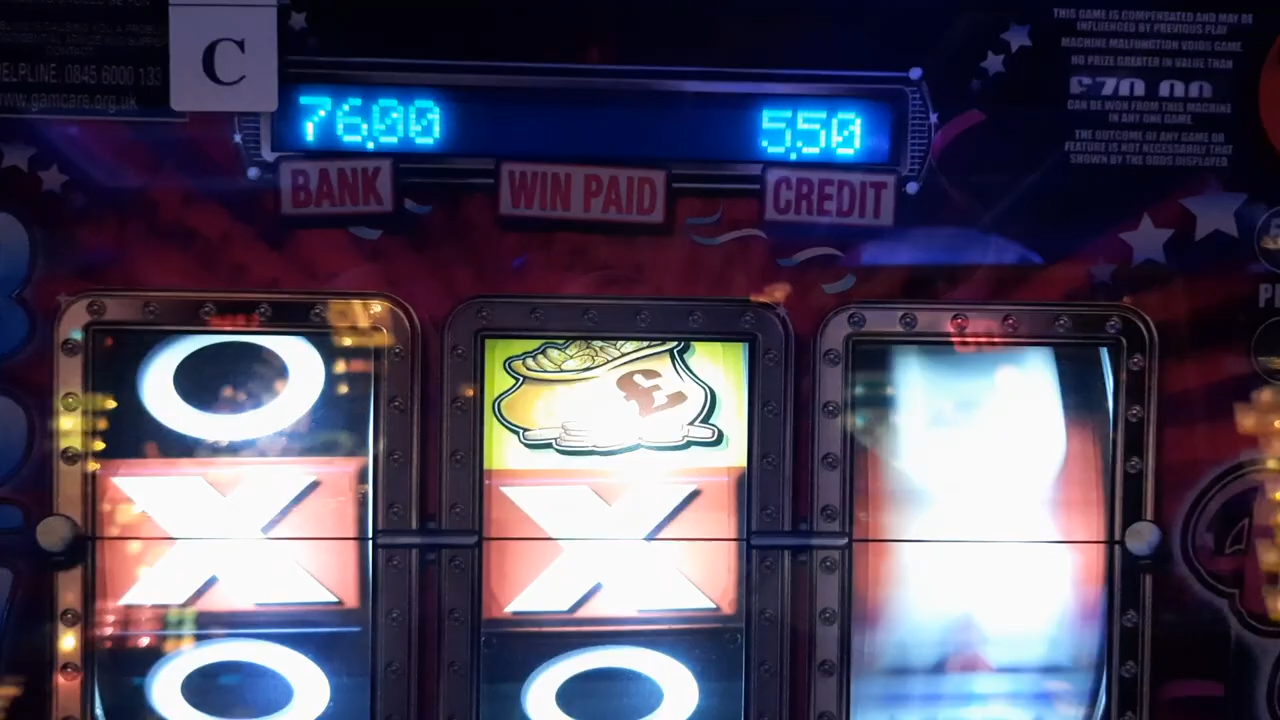 CONTACT
HELPLINE: 0845 6000 133
www.gamcare.org.uk
C
76.00
5.50
BANK
WIN PAID
CREDIT
THIS GAME IS COMPENSATED AND MAY BE
INFLUENCED BY PREVIOUS PLAY
MACHINE MALFUNCTION VOIDS GAME
NO PRIZE GREATER IN VALUE THAN
£70.00
CAN BE WON FROM THIS MACHINE
IN ANY ONE GAME
THE OUTCOME OF ANY GAME OR
FEATURE IS NOT NECESSARILY THAT
SHOWN BY THE ODDS DISPLAYED
O
£
X
X
O
O